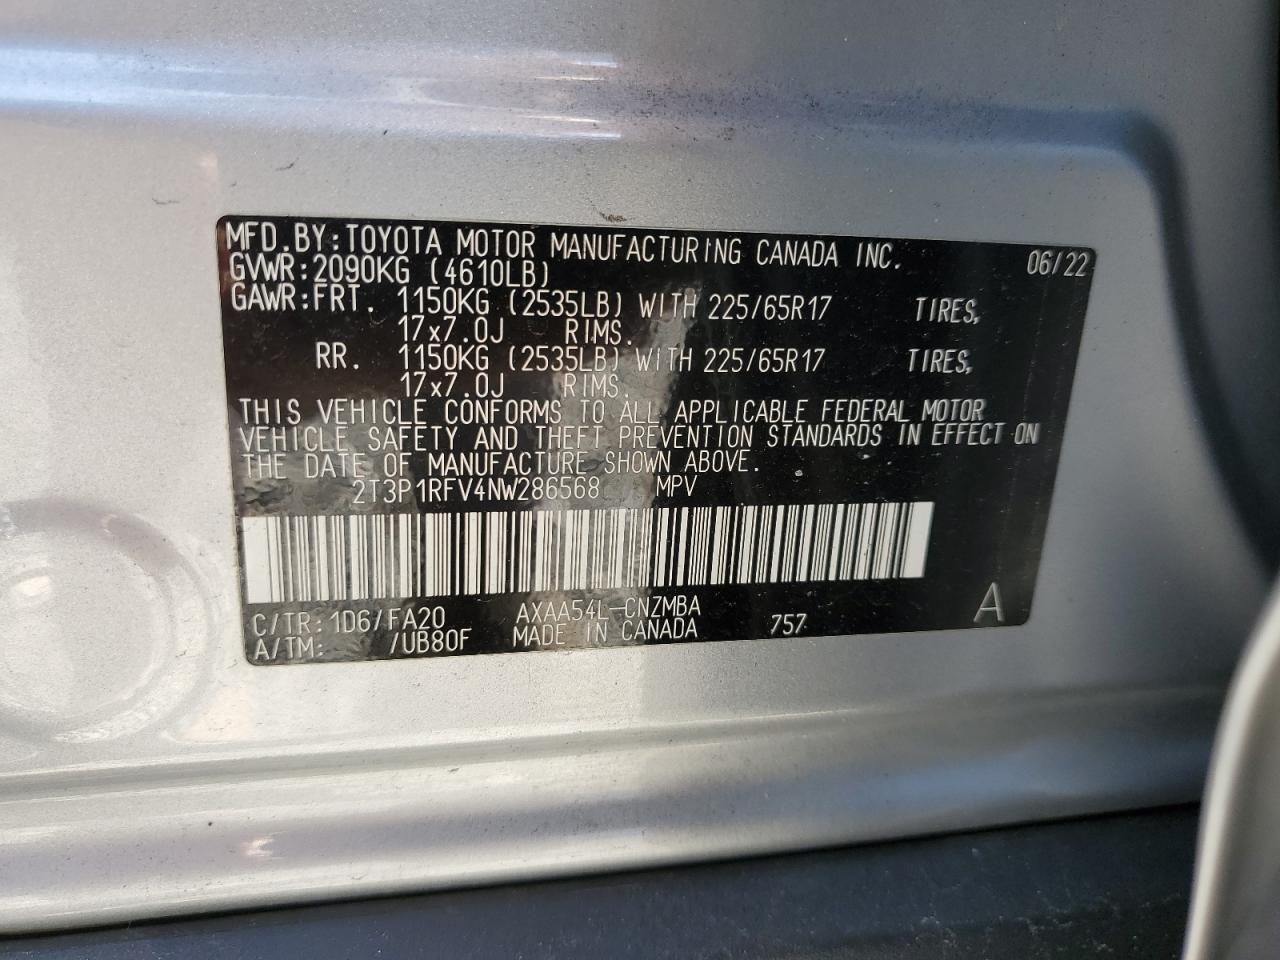 MFD.BY:TOYOTA MOTOR MANUFACTURING CANADA INC. 06/22
GVWR:2090KG (4610LB)
GAWR:FRT. 1150KG (2535LB) WITH 225/65R17 TIRES,
17x7.0J RIMS.
RR. 1150KG (2535LB) WITH 225/65R17 TIRES,
17x7.0J RIMS.
THIS VEHICLE CONFORMS TO ALL APPLICABLE FEDERAL MOTOR
VEHICLE SAFETY AND THEFT PREVENTION STANDARDS IN EFFECT ON
THE DATE OF MANUFACTURE SHOWN ABOVE.
2T3P1RFV4NW286568 MPV
C/TR:1D6/FA20 AXAA54L-CNZMBA
A/TM: /UB80F MADE IN CANADA 757 A